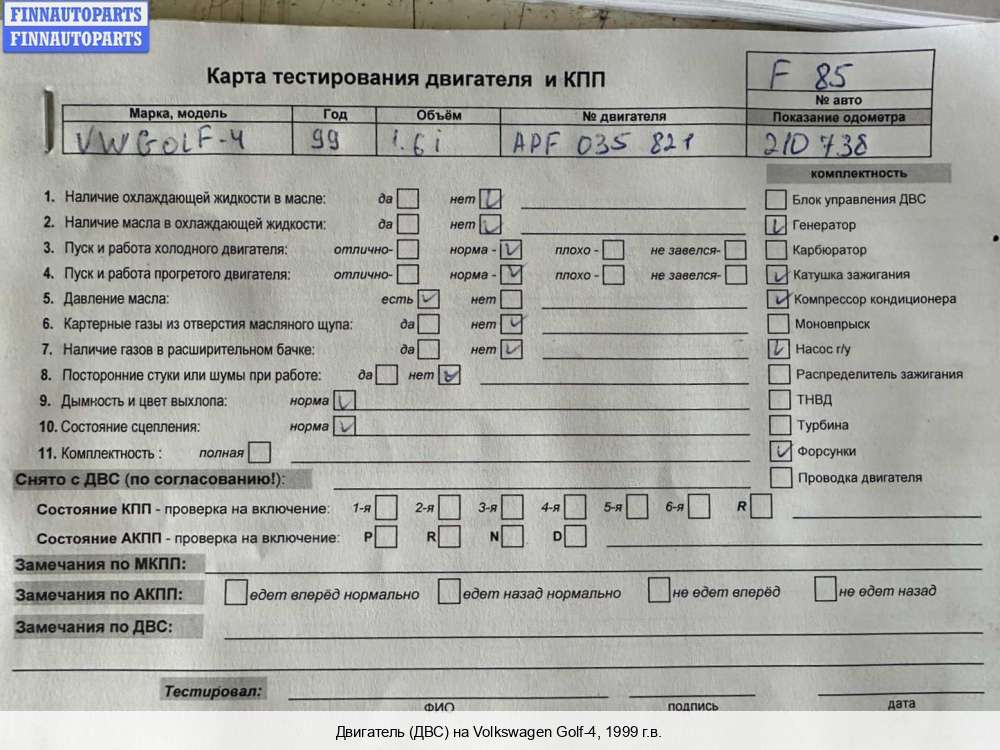 FINNAUTOPARTS
FINNAUTOPARTS
Карта тестирования двигателя и КПП
F 85
№ авто
Марка, модель Год Объём № двигателя Показание одометра
VW GOLF-4 99 1.6i APF 035 821 210 738
комплектность
1. Наличие охлаждающей жидкости в масле: да нет
Блок управления ДВС
2. Наличие масла в охлаждающей жидкости: да нет
Генератор
3. Пуск и работа холодного двигателя: отлично- норма - плохо - не завелся-
Карбюратор
4. Пуск и работа прогретого двигателя: отлично- норма - плохо - не завелся-
Катушка зажигания
5. Давление масла: есть нет
Компрессор кондиционера
6. Картерные газы из отверстия масляного щупа: да нет
Моновпрыск
7. Наличие газов в расширительном бачке: да нет
Насос г/у
8. Посторонние стуки или шумы при работе: да нет
Распределитель зажигания
9. Дымность и цвет выхлопа: норма
ТНВД
10. Состояние сцепления: норма
Турбина
11. Комплектность : полная
Форсунки
Снято с ДВС (по согласованию!):
Проводка двигателя
Состояние КПП - проверка на включение: 1-я 2-я 3-я 4-я 5-я 6-я R
Состояние АКПП - проверка на включение: P R N D
Замечания по МКПП:
Замечания по АКПП: едет вперёд нормально едет назад нормально не едет вперёд не едет назад
Замечания по ДВС:
Тестировал:
ФИО подпись дата
Двигатель (ДВС) на Volkswagen Golf-4, 1999 г.в.